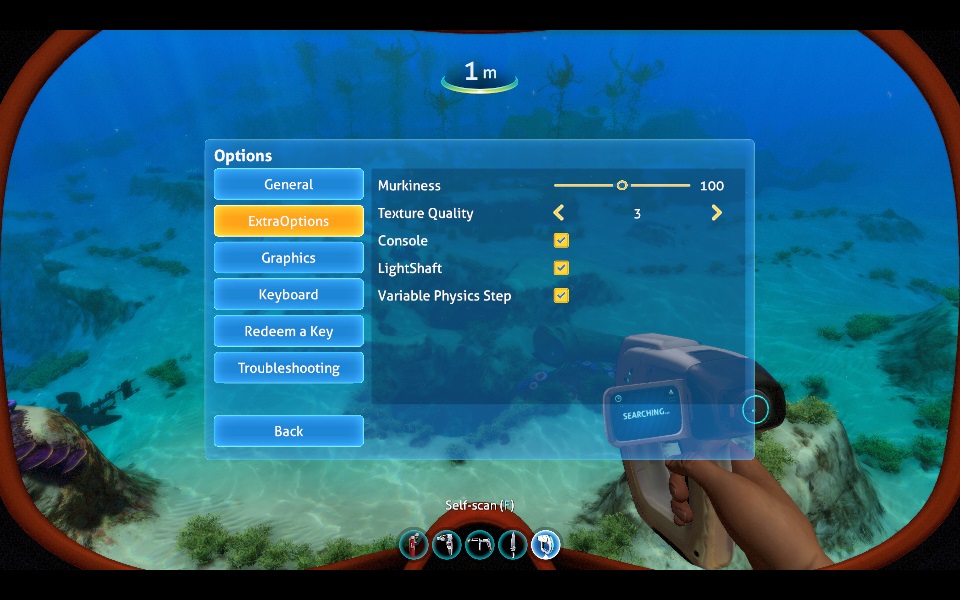 1 m
Options
General
ExtraOptions
Graphics
Keyboard
Redeem a Key
Troubleshooting
Back
Murkiness 100
Texture Quality 3
Console
LightShaft
Variable Physics Step
SEARCHING...
Self-scan (F)